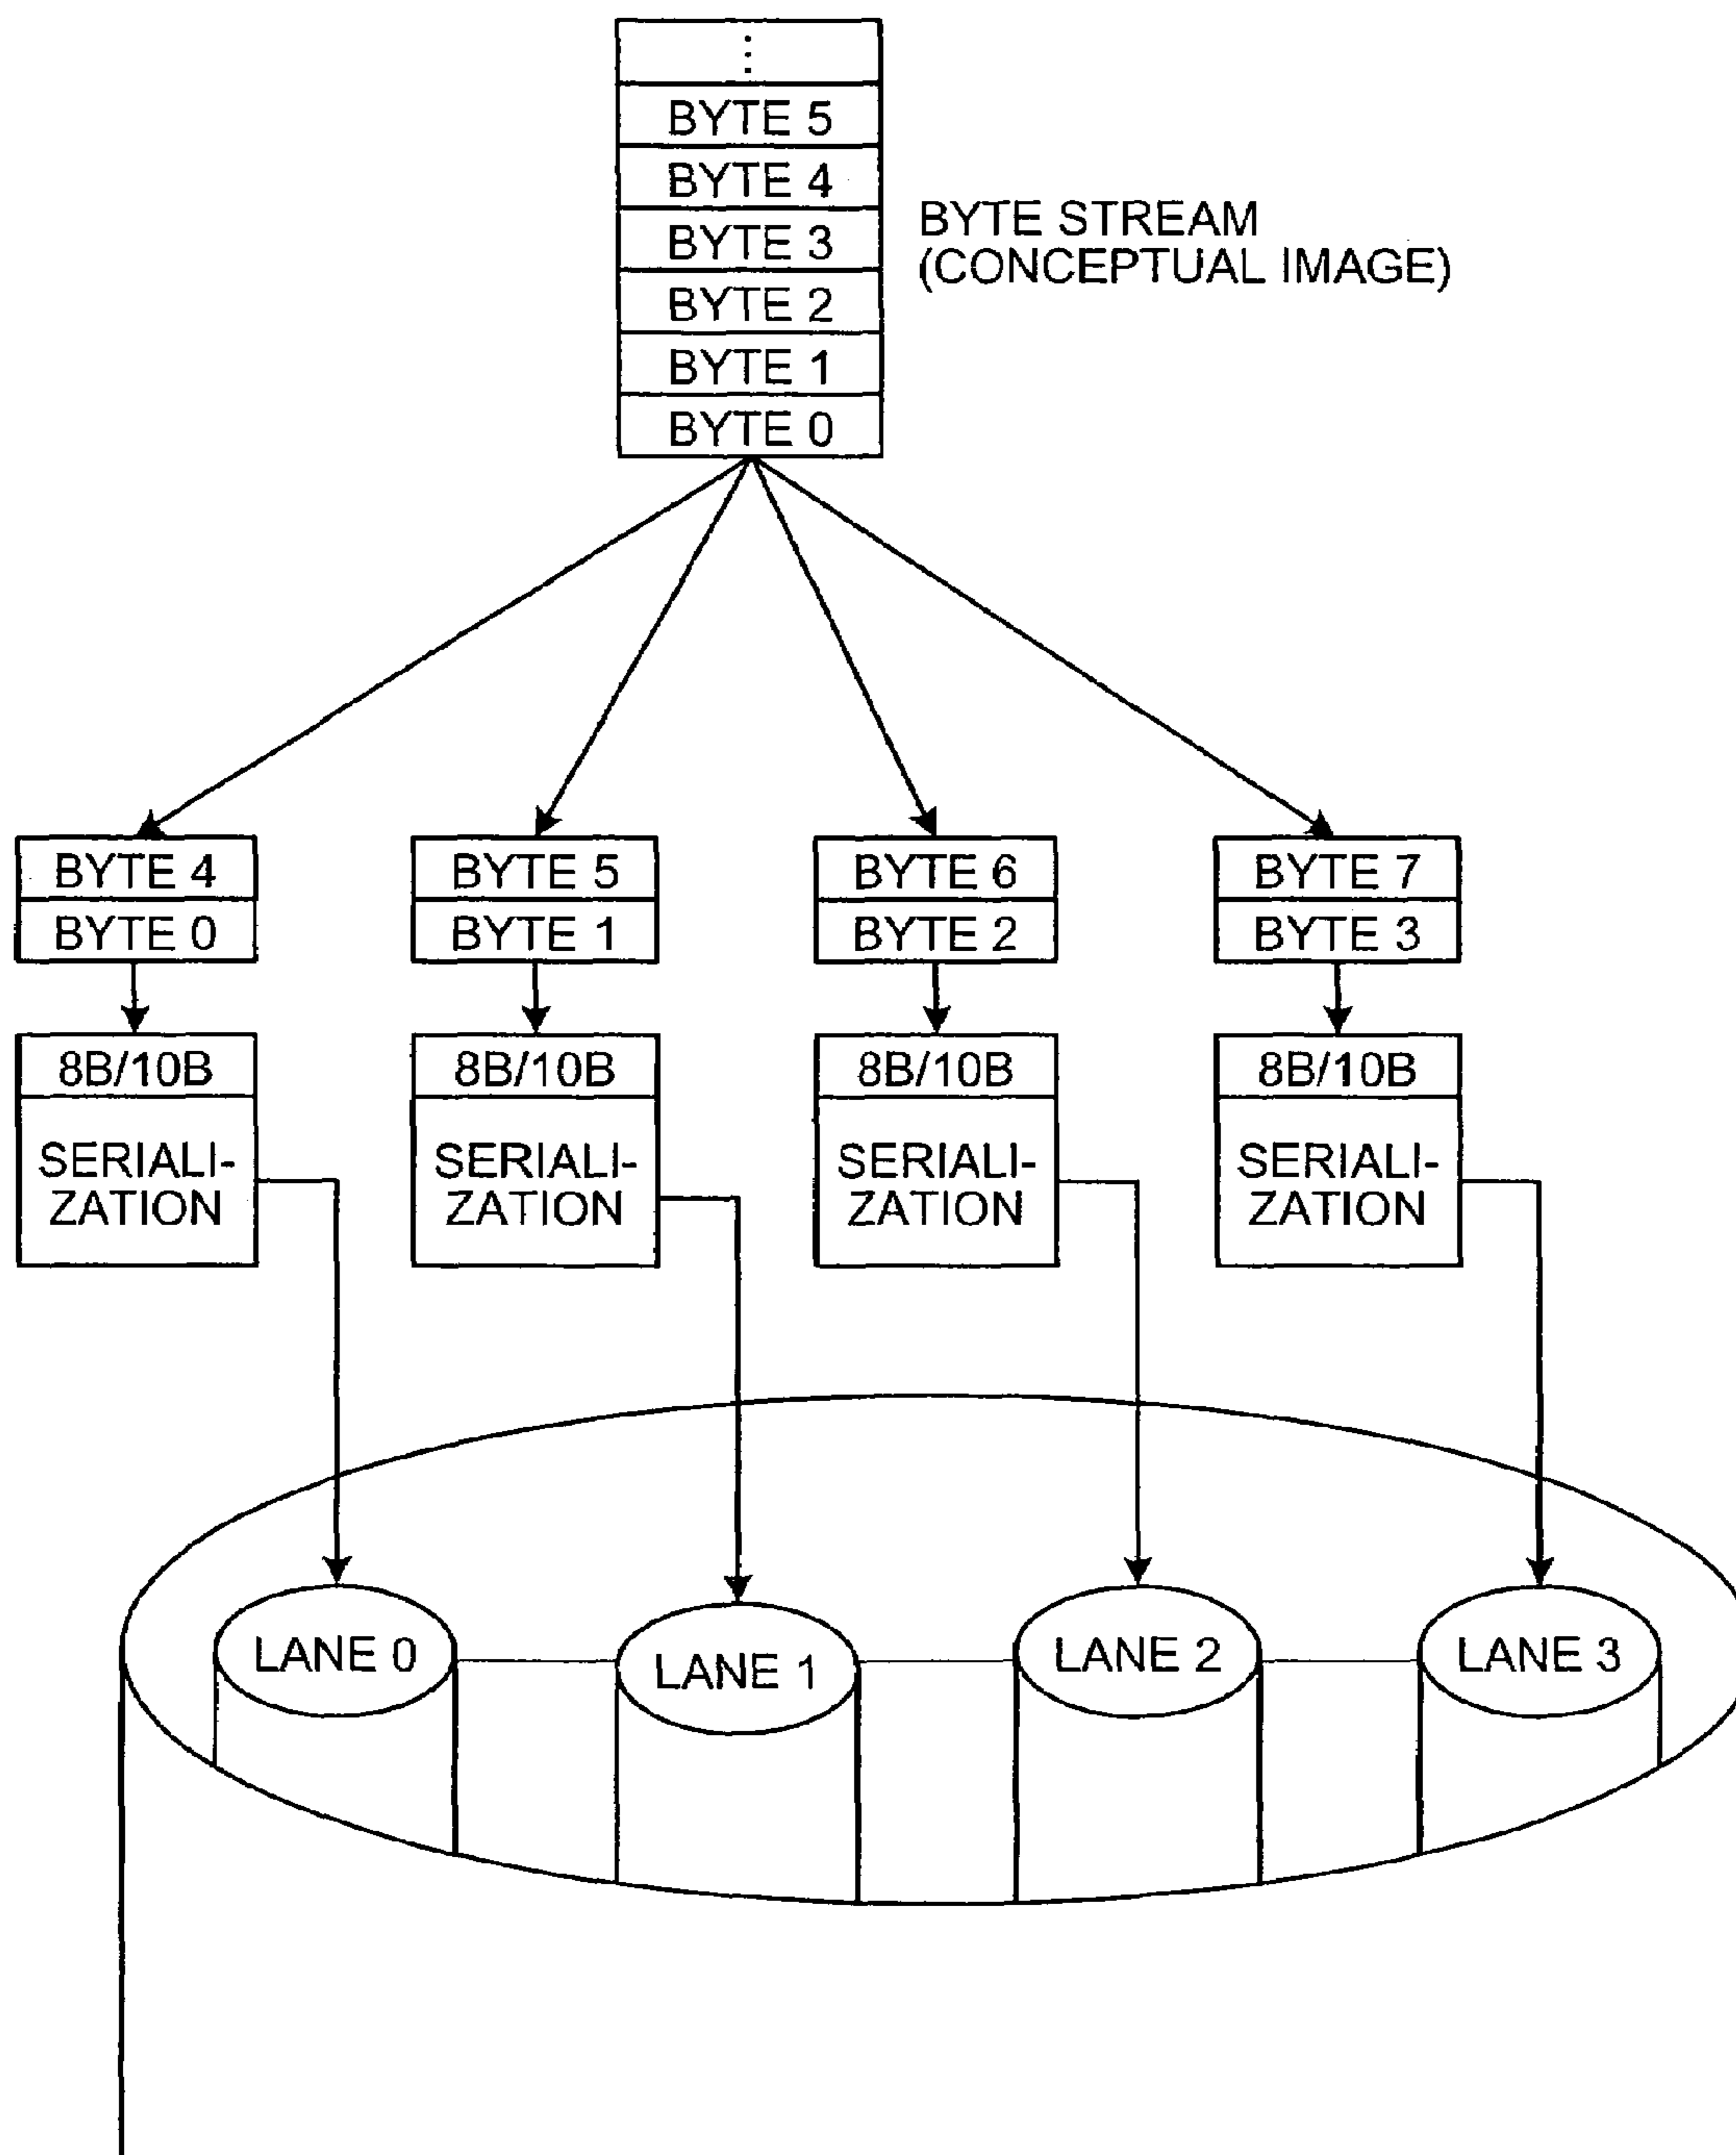 ⋮
BYTE 5
BYTE 4
BYTE 3
BYTE 2
BYTE 1
BYTE 0
BYTE STREAM
(CONCEPTUAL IMAGE)
BYTE 4
BYTE 0
BYTE 5
BYTE 1
BYTE 6
BYTE 2
BYTE 7
BYTE 3
8B/10B
SERIALI-
ZATION
8B/10B
SERIALI-
ZATION
8B/10B
SERIALI-
ZATION
8B/10B
SERIALI-
ZATION
LANE 0
LANE 1
LANE 2
LANE 3